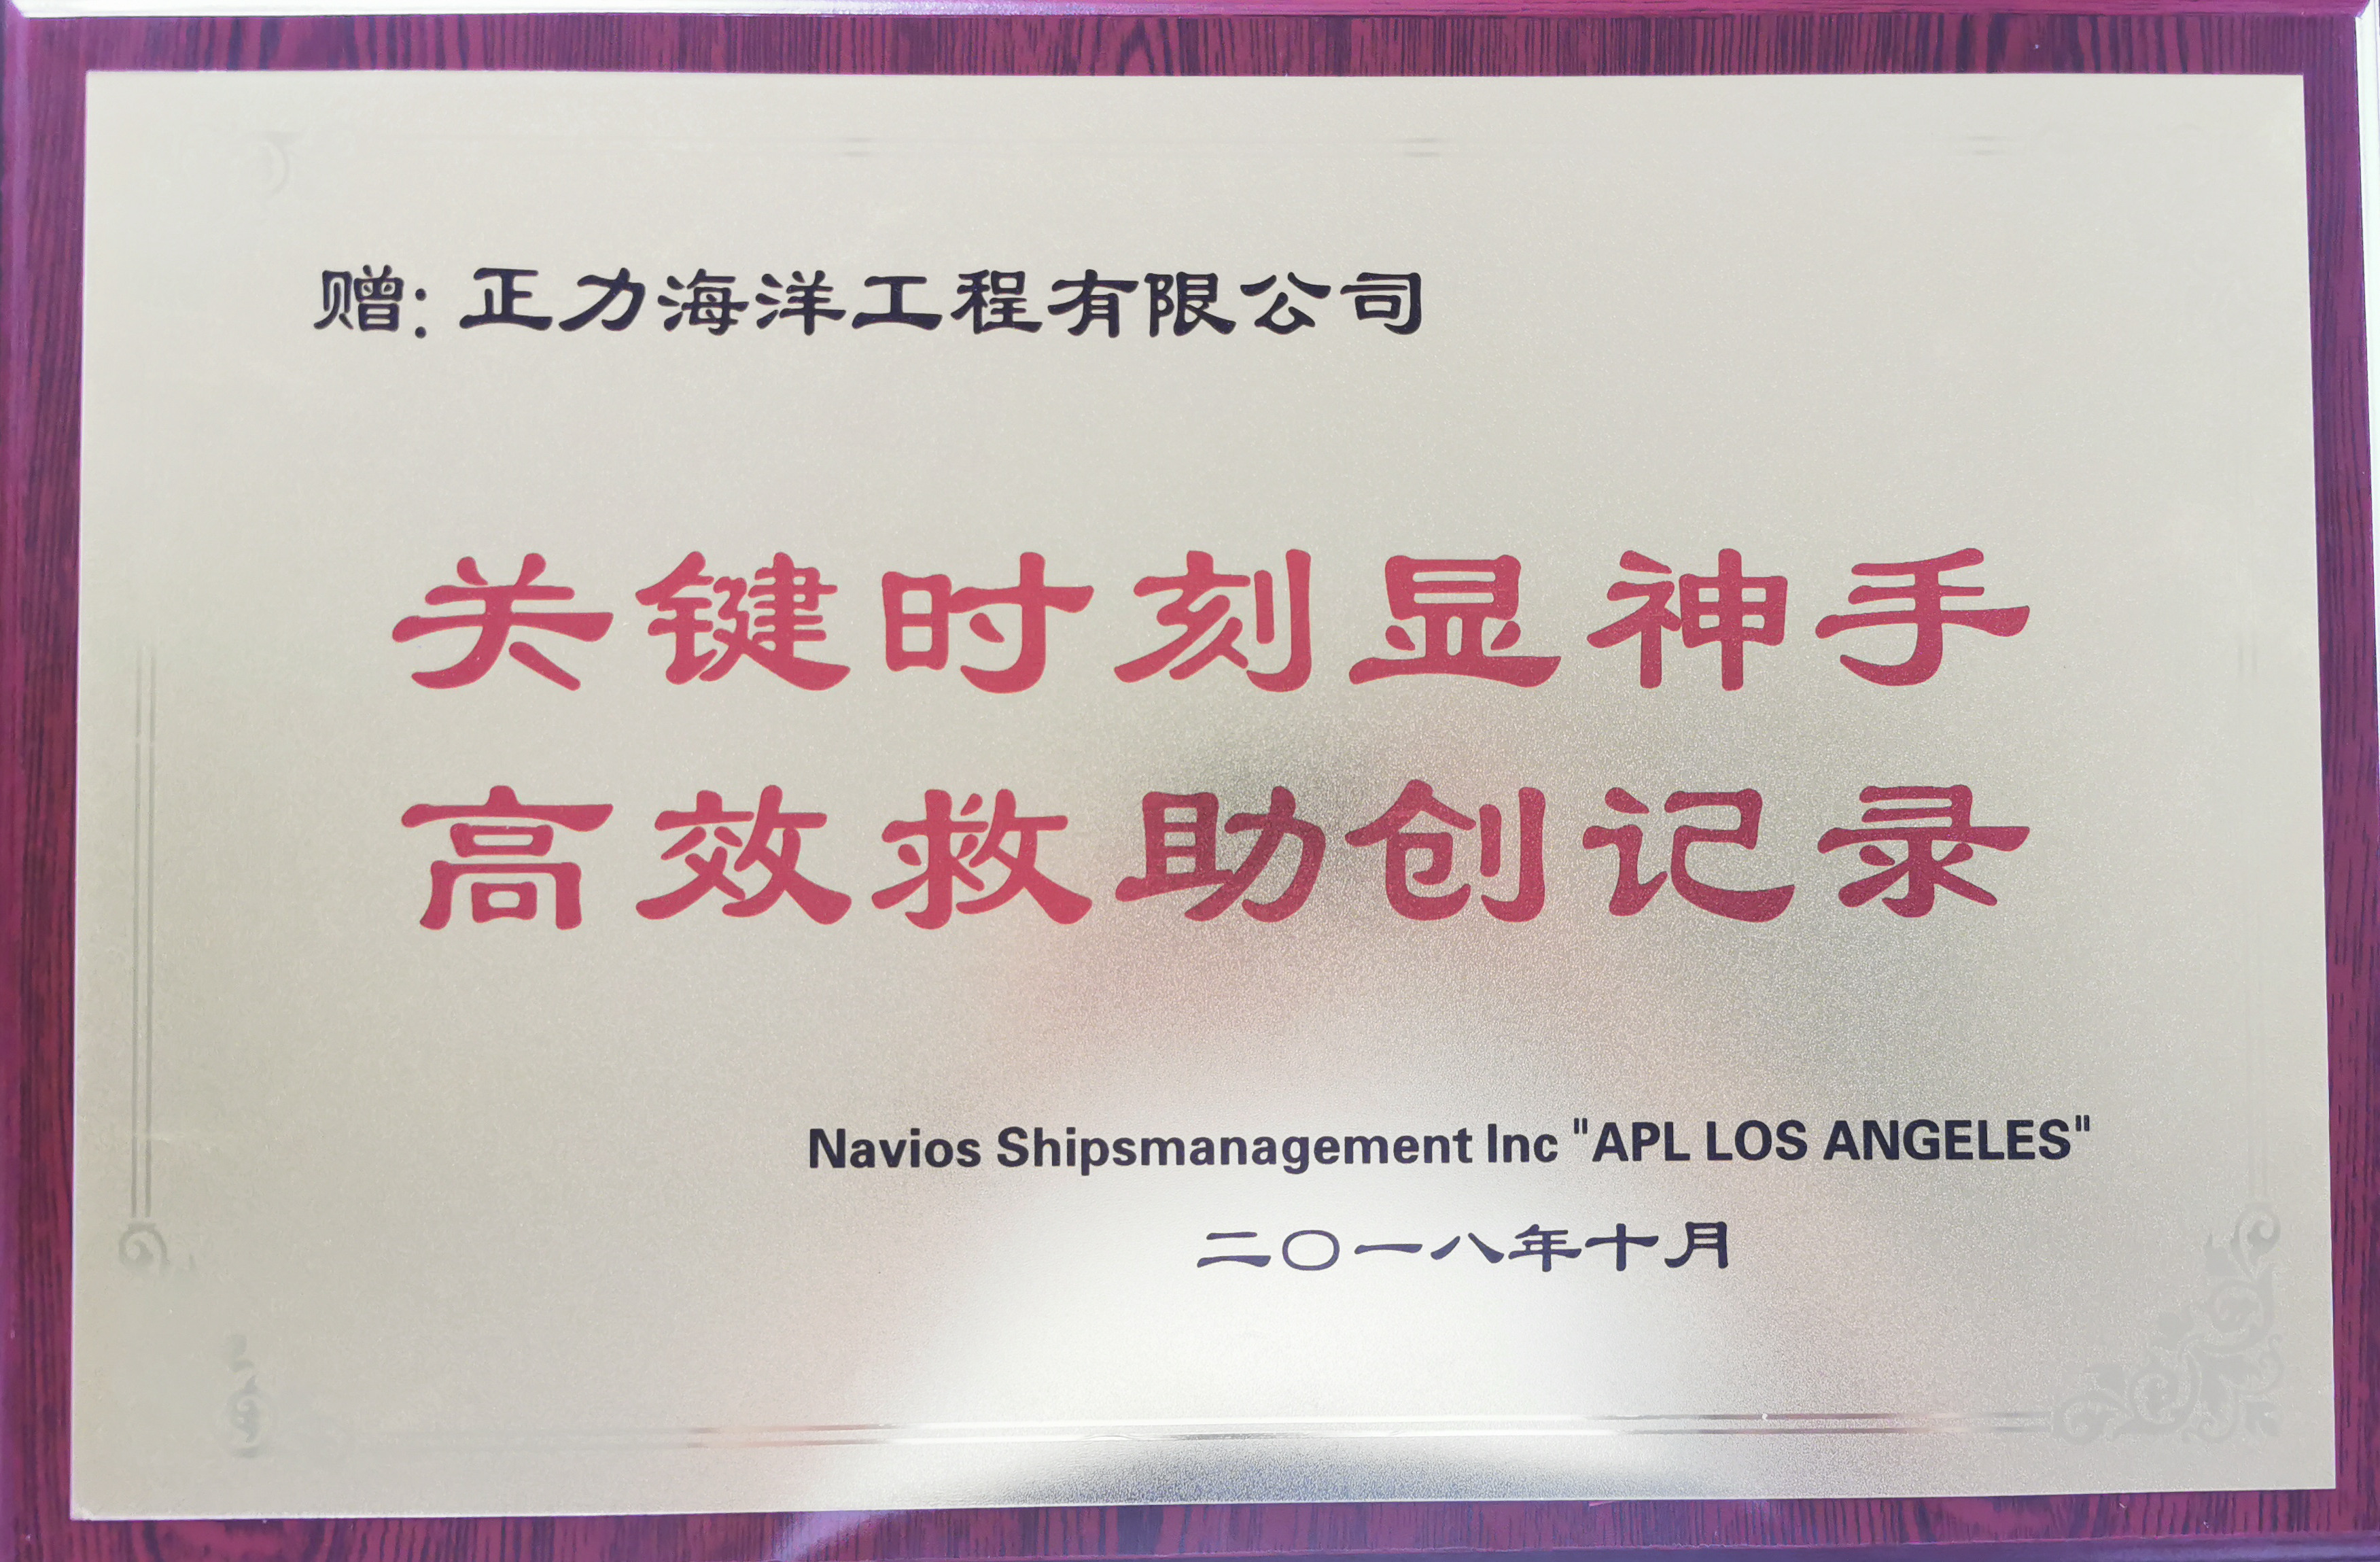 赠：正力海洋工程有限公司
关键时刻显神手
高效救助创记录
Navios Shipsmanagement Inc "APL LOS ANGELES"
二〇一八年十月